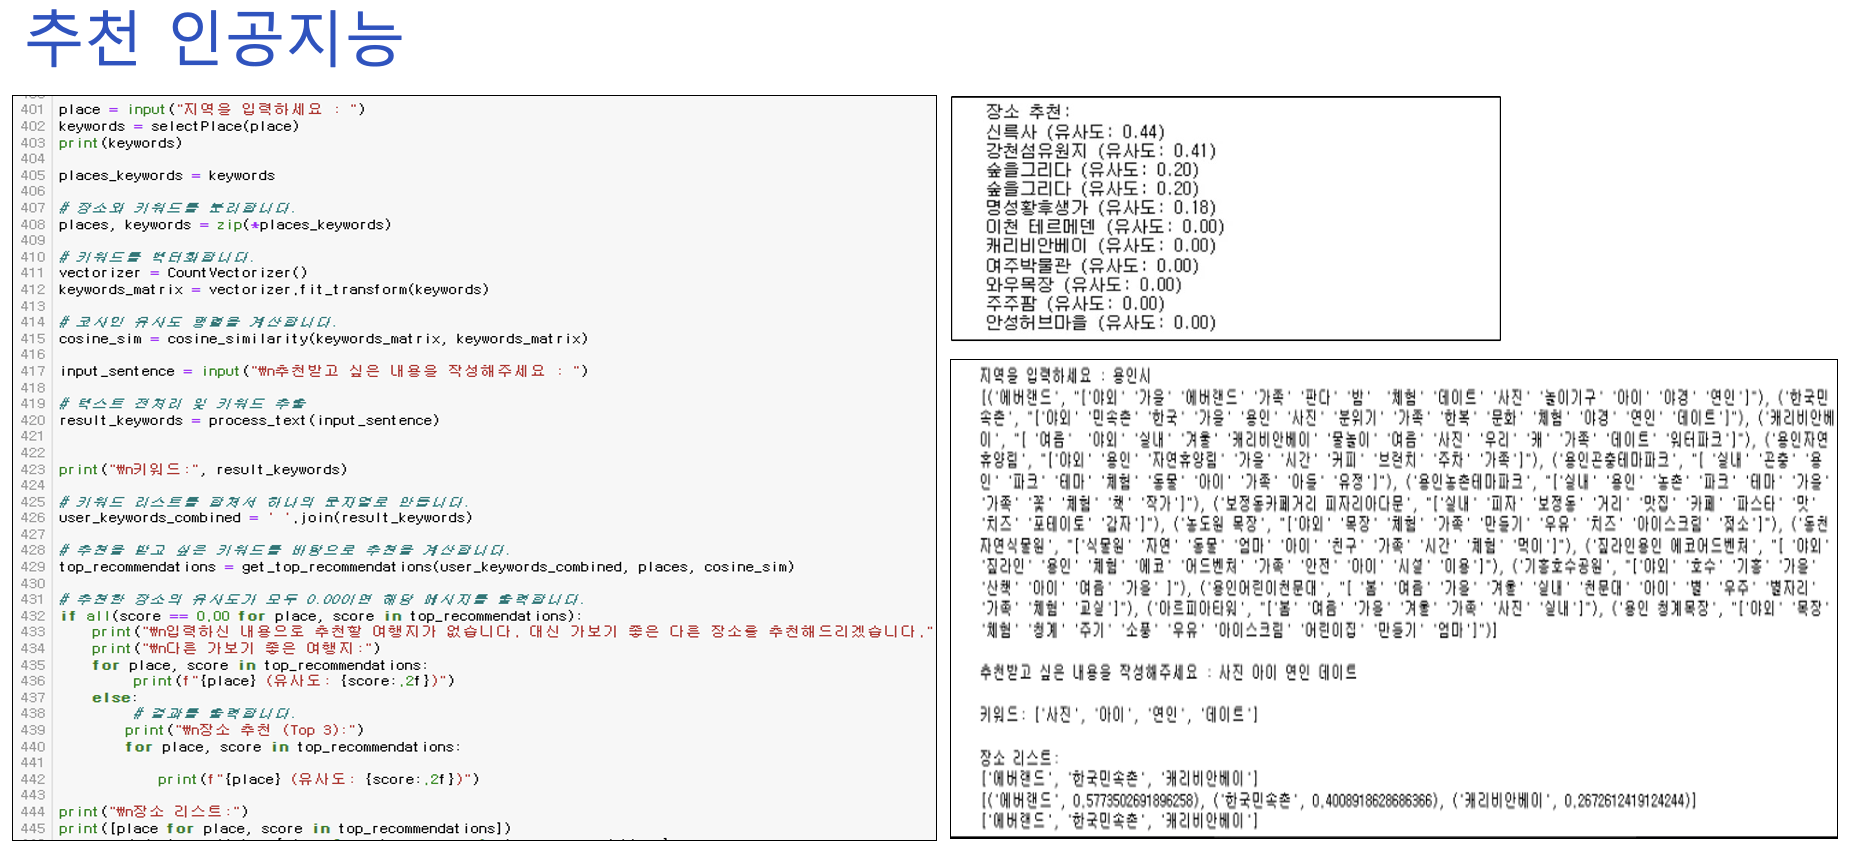 추천 인공지능
401 place = input("지역을 입력하세요 : ")
402 keywords = selectPlace(place)
403 print(keywords)
404
405 places_keywords = keywords
406
407 # 장소와 키워드를 분리합니다.
408 places, keywords = zip(*places_keywords)
409
410 # 키워드를 벡터화합니다.
411 vectorizer = CountVectorizer()
412 keywords_matrix = vectorizer.fit_transform(keywords)
413
414 # 코사인 유사도 행렬을 계산합니다.
415 cosine_sim = cosine_similarity(keywords_matrix, keywords_matrix)
416
417 input_sentence = input("₩n추천받고 싶은 내용을 작성해주세요 : ")
418
419 # 텍스트 전처리 및 키워드 추출
420 result_keywords = process_text(input_sentence)
421
422
423 print("₩n키워드:", result_keywords)
424
425 # 키워드 리스트를 합쳐서 하나의 문자열로 만듭니다.
426 user_keywords_combined = ' '.join(result_keywords)
427
428 # 추천을 받고 싶은 키워드를 바탕으로 추천을 계산합니다.
429 top_recommendations = get_top_recommendations(user_keywords_combined, places, cosine_sim)
430
431 # 추천한 장소의 유사도가 모두 0.00이면 해당 메시지를 출력합니다.
432 if all(score == 0.00 for place, score in top_recommendations):
433 print("₩n입력하신 내용으로 추천할 여행지가 없습니다. 대신 가보기 좋은 다른 장소를 추천해드리겠습니다."
434 print("₩n다른 가보기 좋은 여행지:")
435 for place, score in top_recommendations:
436 print(f"{place} (유사도: {score:.2f})")
437 else:
438 # 결과를 출력합니다.
439 print("₩n장소 추천 (Top 3):")
440 for place, score in top_recommendations:
441
442 print(f"{place} (유사도: {score:.2f})")
443
444 print("₩n장소 리스트:")
445 print([place for place, score in top_recommendations])
장소 추천:
신륵사 (유사도: 0.44)
강천섬유원지 (유사도: 0.41)
숲을그리다 (유사도: 0.20)
숲을그리다 (유사도: 0.20)
명성황후생가 (유사도: 0.18)
이천 테르메덴 (유사도: 0.00)
캐리비안베이 (유사도: 0.00)
여주박물관 (유사도: 0.00)
와우목장 (유사도: 0.00)
주주팜 (유사도: 0.00)
안성허브마을 (유사도: 0.00)
지역을 입력하세요 : 용인시
[('에버랜드', "['야외' '가을' '에버랜드' '가족' '판다' '밤' '체험' '데이트' '사진' '놀이기구' '아이' '야경' '연인']"), ('한국민
속촌', "['야외' '민속촌' '한국' '가을' '용인' '사진' '분위기' '가족' '한복' '문화' '체험' '야경' '연인' '데이트']"), ('캐리비안베
이', "[ '여름' '야외' '실내' '겨울' '캐리비안베이' '물놀이' '여름' '사진' '우리' '캐' '가족' '데이트' '워터파크']"), ('용인자연
휴양림', "['야외' '용인' '자연휴양림' '가을' '시간' '커피' '브런치' '주차' '가족']"), ('용인곤충테마파크', "[ '실내' '곤충' '용
인' '파크' '테마' '체험' '동물' '아이' '가족' '아들' '유정']"), ('용인농촌테마파크', "['실내' '용인' '농촌' '파크' '테마' '가을'
'가족' '꽃' '체험' '책' '작가']"), ('보정동카페거리 피자리아다문', "['실내' '피자' '보정동' '거리' '맛집' '카페' '파스타' '맛'
'치즈' '포테이토' '감자']"), ('농도원 목장', "['야외' '목장' '체험' '가족' '만들기' '우유' '치즈' '아이스크림' '젖소']"), ('동천
자연식물원', "['식물원' '자연' '동물' '엄마' '아이' '친구' '가족' '시간' '체험' '먹이']"), ('짚라인용인 에코어드벤처', "[ '야외'
'짚라인' '용인' '체험' '에코' '어드벤처' '가족' '안전' '아이' '시설' '이용']"), ('기흥호수공원', "['야외' '호수' '기흥' '가을'
'산책' '아이' '여름' '가을 ']"), ('용인어린이천문대', "[ '봄' '여름' '가을' '겨울' '실내' '천문대' '아이' '별' '우주' '별자리'
'가족' '체험' '교실']"), ('아르피아타워', "['봄' '여름' '가을' '겨울' '가족' '사진' '실내']"), ('용인 청계목장', "['야외' '목장'
'체험' '청계' '주기' '소풍' '우유' '아이스크림' '어린이집' '만들기' '엄마']")]
추천받고 싶은 내용을 작성해주세요 : 사진 아이 연인 데이트
키워드: ['사진', '아이', '연인', '데이트']
장소 리스트:
['에버랜드', '한국민속촌', '캐리비안베이']
[('에버랜드', 0.5773502691896258), ('한국민속촌', 0.4008918628686366), ('캐리비안베이', 0.2672612419124244)]
['에버랜드', '한국민속촌', '캐리비안베이']